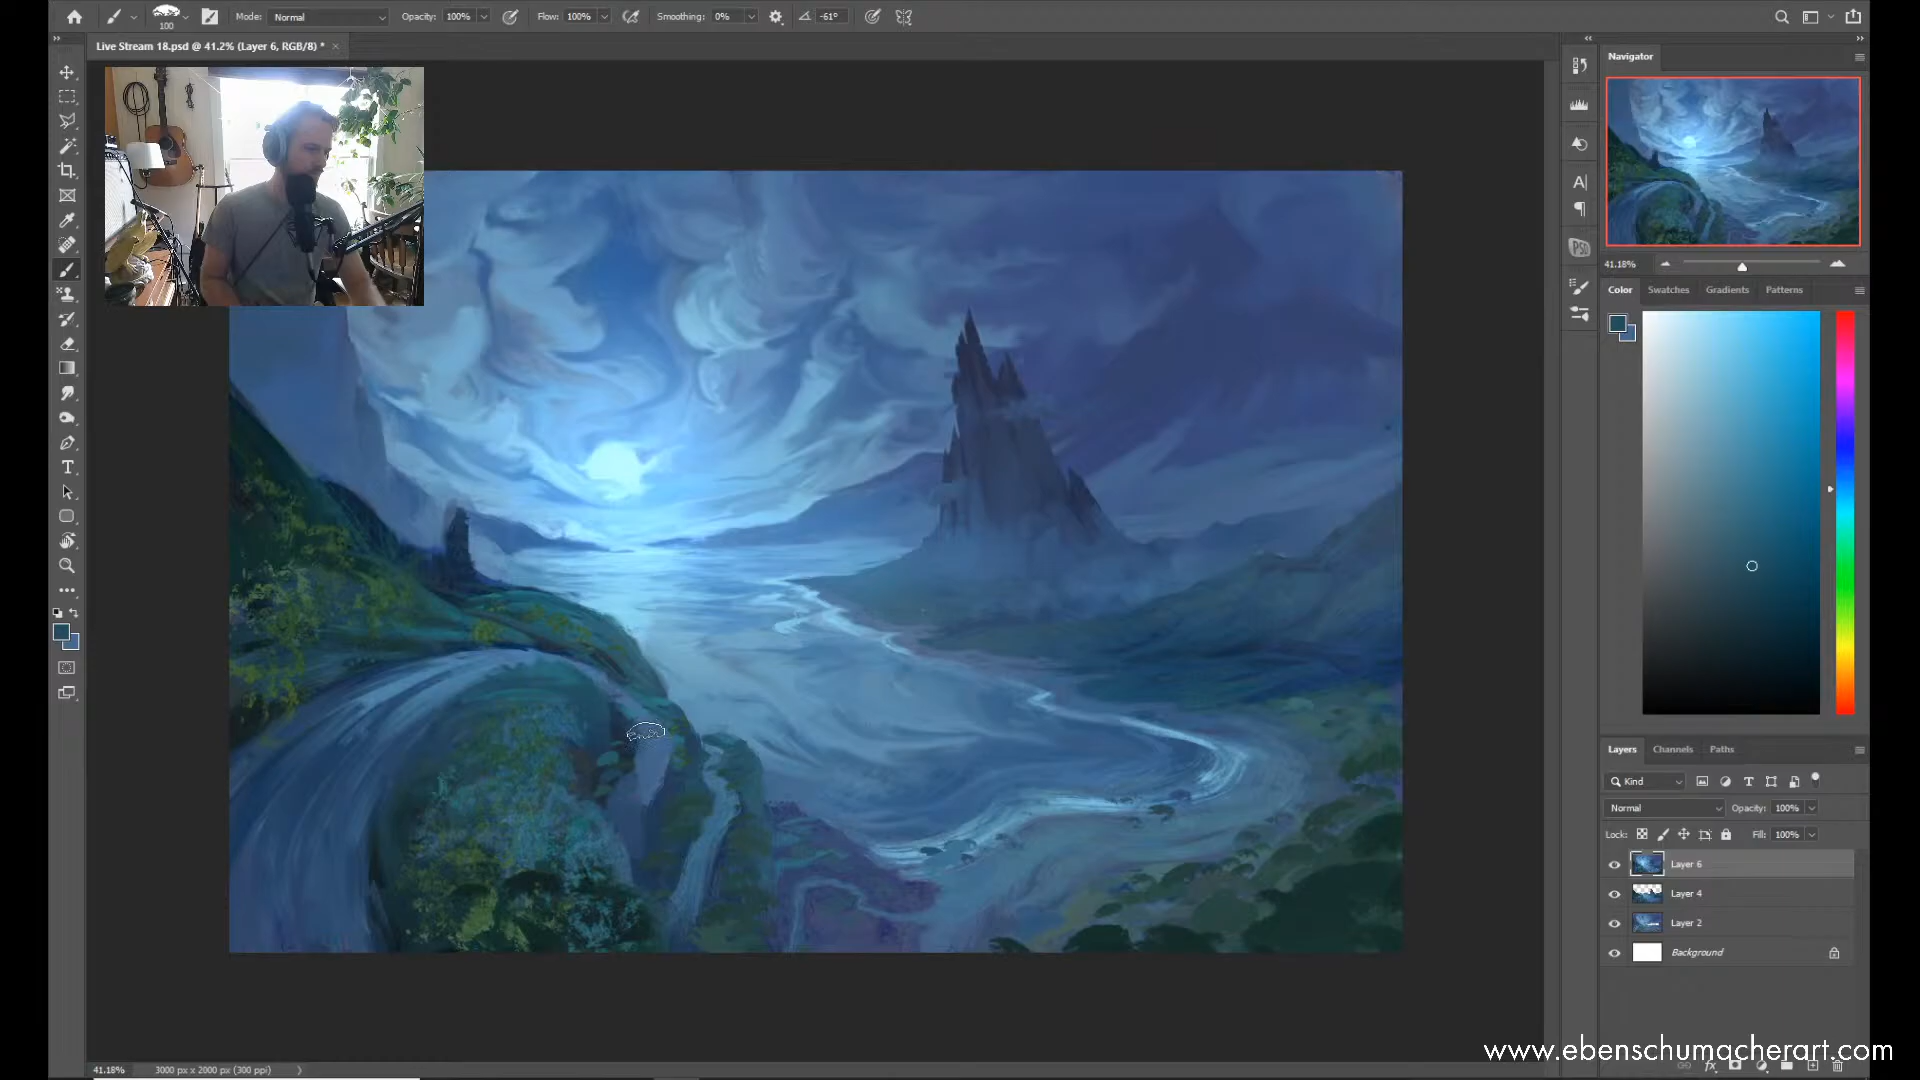 100
Mode: Normal
Opacity: 100%
Flow: 100%
Smoothing: 0%
-61°
Live Stream 18.psd @ 41.2% (Layer 6, RGB/8) *
Navigator
41.18%
Color Swatches Gradients Patterns
Layers Channels Paths
Kind
Normal
Opacity: 100%
Lock:
Fill: 100%
Layer 6
Layer 4
Layer 2
Background
www.ebenschumacherart.com
41.18%
3000 px x 2000 px (300 ppi)